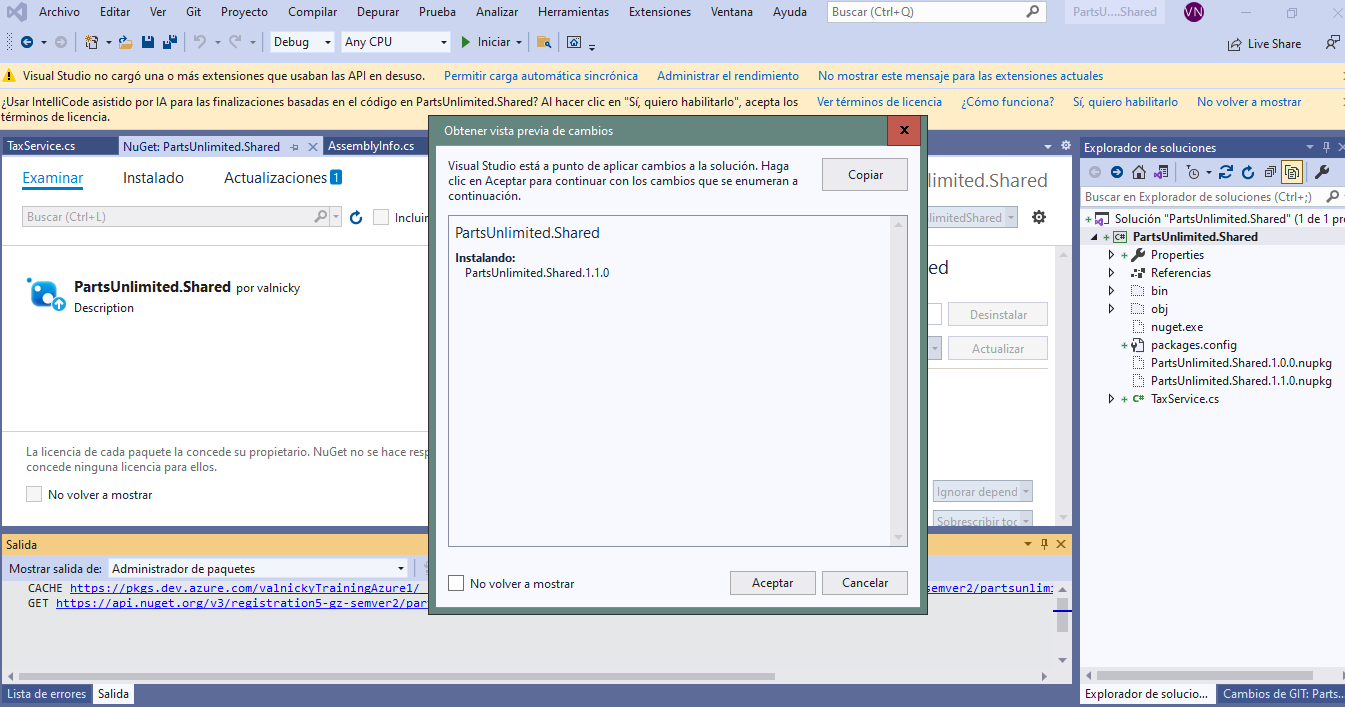 Archivo Editar Ver Git Proyecto Compilar Depurar Prueba Analizar Herramientas Extensiones Ventana Ayuda Buscar (Ctrl+Q) PartsU....Shared VN
Debug Any CPU Iniciar Live Share
Visual Studio no cargó una o más extensiones que usaban las API en desuso. Permitir carga automática sincrónica Administrar el rendimiento No mostrar este mensaje para las extensiones actuales
¿Usar IntelliCode asistido por IA para las finalizaciones basadas en el código en PartsUnlimited.Shared? Al hacer clic en "Sí, quiero habilitarlo", acepta los Ver términos de licencia ¿Cómo funciona? Sí, quiero habilitarlo No volver a mostrar
términos de licencia.
TaxService.cs NuGet: PartsUnlimited.Shared AssemblyInfo.cs
Examinar Instalado Actualizaciones 1
Buscar (Ctrl+L) Incluir
PartsUnlimited.Shared por valnicky
Description
La licencia de cada paquete la concede su propietario. NuGet no se hace resp
concede ninguna licencia para ellos.
No volver a mostrar
Obtener vista previa de cambios
Visual Studio está a punto de aplicar cambios a la solución. Haga
clic en Aceptar para continuar con los cambios que se enumeran a
continuación.
Copiar
PartsUnlimited.Shared
Instalando:
PartsUnlimited.Shared.1.1.0
No volver a mostrar Aceptar Cancelar
limited.Shared
limitedShared
ed
Desinstalar
Actualizar
Ignorar depend
Sobrescribir toc
Salida
Mostrar salida de: Administrador de paquetes
CACHE https://pkgs.dev.azure.com/valnickyTrainingAzure1/ semver2/partsunlimi
GET https://api.nuget.org/v3/registration5-gz-semver2/par
Lista de errores Salida
Explorador de soluciones
Buscar en Explorador de soluciones (Ctrl+;)
Solución "PartsUnlimited.Shared" (1 de 1 pro
PartsUnlimited.Shared
Properties
Referencias
bin
obj
nuget.exe
packages.config
PartsUnlimited.Shared.1.0.0.nupkg
PartsUnlimited.Shared.1.1.0.nupkg
TaxService.cs
Explorador de solucio... Cambios de GIT: Parts...